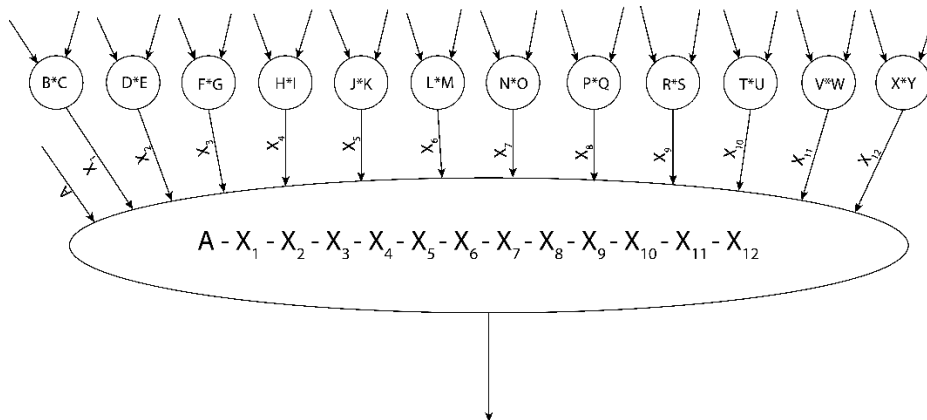 B*C D*E F*G H*I J*K L*M N*O P*Q R*S T*U V*W X*Y
A X₁ X₂ X₃ X₄ X₅ X₆ X₇ X₈ X₉ X₁₀ X₁₁ X₁₂
A - X₁ - X₂ - X₃ - X₄ - X₅ - X₆ - X₇ - X₈ - X₉ - X₁₀ - X₁₁ - X₁₂